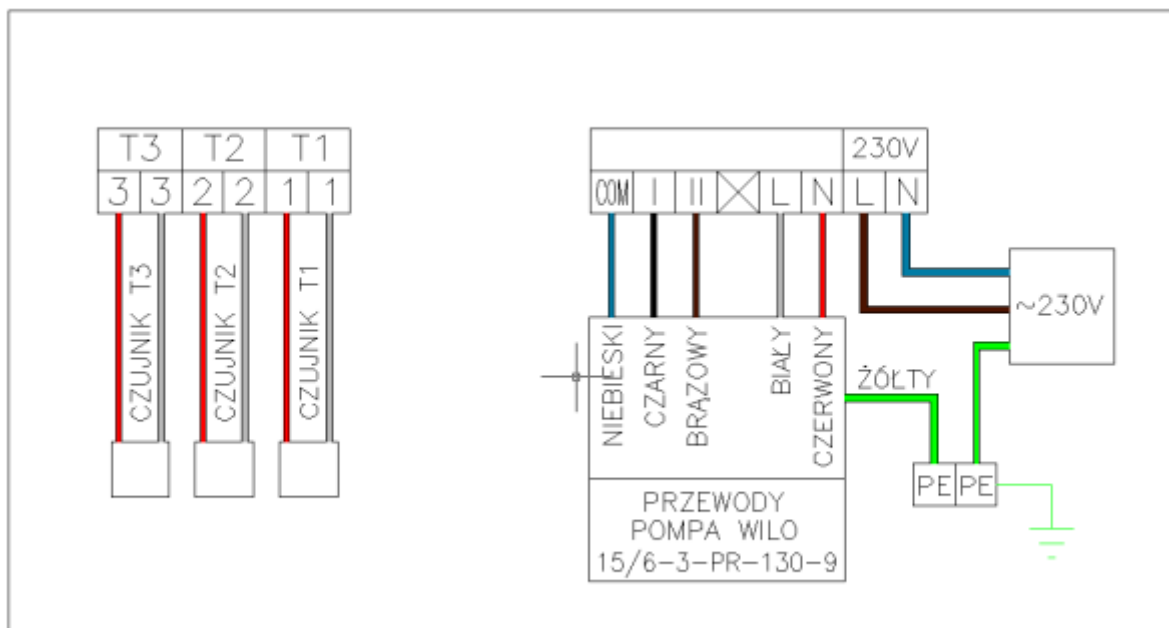 T3 T2 T1
3 3 2 2 1 1
CZUJNIK T3
CZUJNIK T2
CZUJNIK T1
230V
COM I II L N L N
NIEBIESKI
CZARNY
BRĄZOWY
BIAŁY
CZERWONY
~230V
ŻÓŁTY
PE PE
PRZEWODY
POMPA WILO
15/6-3-PR-130-9